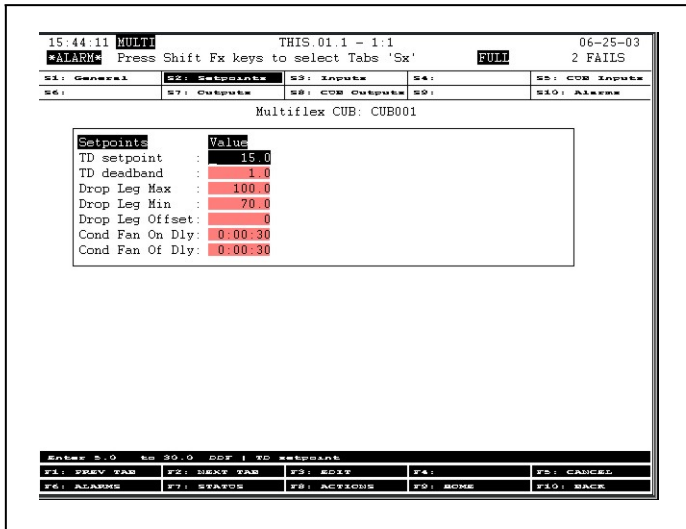 15:44:11 MULTI THIS.01.1 - 1:1 06-25-03
*ALARM* Press Shift Fx keys to select Tabs 'Sx' FULL 2 FAILS
S1: General S2: Setpoints S3: Inputs S4: S5: CUB Inputs
S6: S7: Outputs S8: CUB Outputs S9: S10: Alarms
Multiflex CUB: CUB001
Setpoints Value
TD setpoint : 15.0
TD deadband : 1.0
Drop Leg Max : 100.0
Drop Leg Min : 70.0
Drop Leg Offset: 0
Cond Fan On Dly: 0:00:30
Cond Fan Of Dly: 0:00:30
Enter 5.0 to 30.0 DDF | TD setpoint
F1: PREV TAB F2: NEXT TAB F3: EDIT F4: F5: CANCEL
F6: ALARMS F7: STATUS F8: ACTIONS F9: HOME F10: BACK